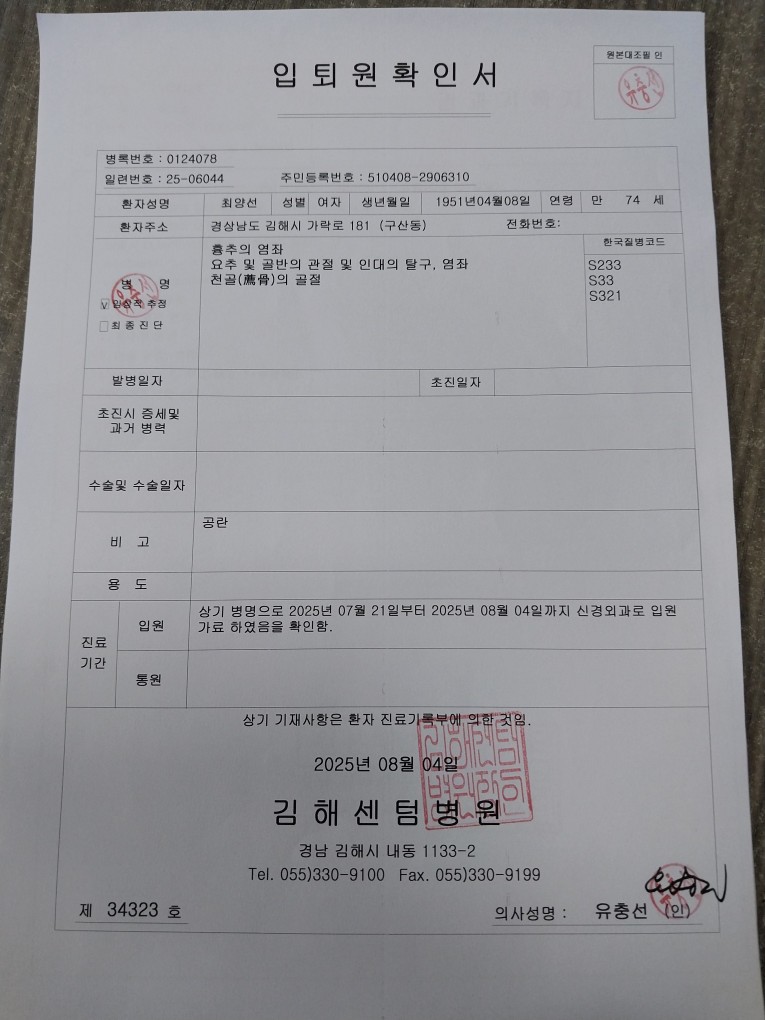 원본대조필 인
입퇴원확인서
병록번호 : 0124078
일련번호 : 25-06044 주민등록번호 : 510408-2906310
환자성명 최양선 성별 여자 생년월일 1951년04월08일 연령 만 74 세
환자주소 경상남도 김해시 가락로 181 (구산동) 전화번호:
병 명
V 임상적 추정
최 종 진 단
흉추의 염좌
요추 및 골반의 관절 및 인대의 탈구, 염좌
천골(薦骨)의 골절
한국질병코드
S233
S33
S321
발병일자 초진일자
초진시 증세및
과거 병력
수술및 수술일자
비 고 공란
용 도
진료
기간
입원 상기 병명으로 2025년 07월 21일부터 2025년 08월 04일까지 신경외과로 입원
가료 하였음을 확인함.
통원
상기 기재사항은 환자 진료기록부에 의한 것임.
2025년 08월 04일
김해센텀병원
경남 김해시 내동 1133-2
Tel. 055)330-9100 Fax. 055)330-9199
제 34323 호 의사성명 : 유충선 (인)